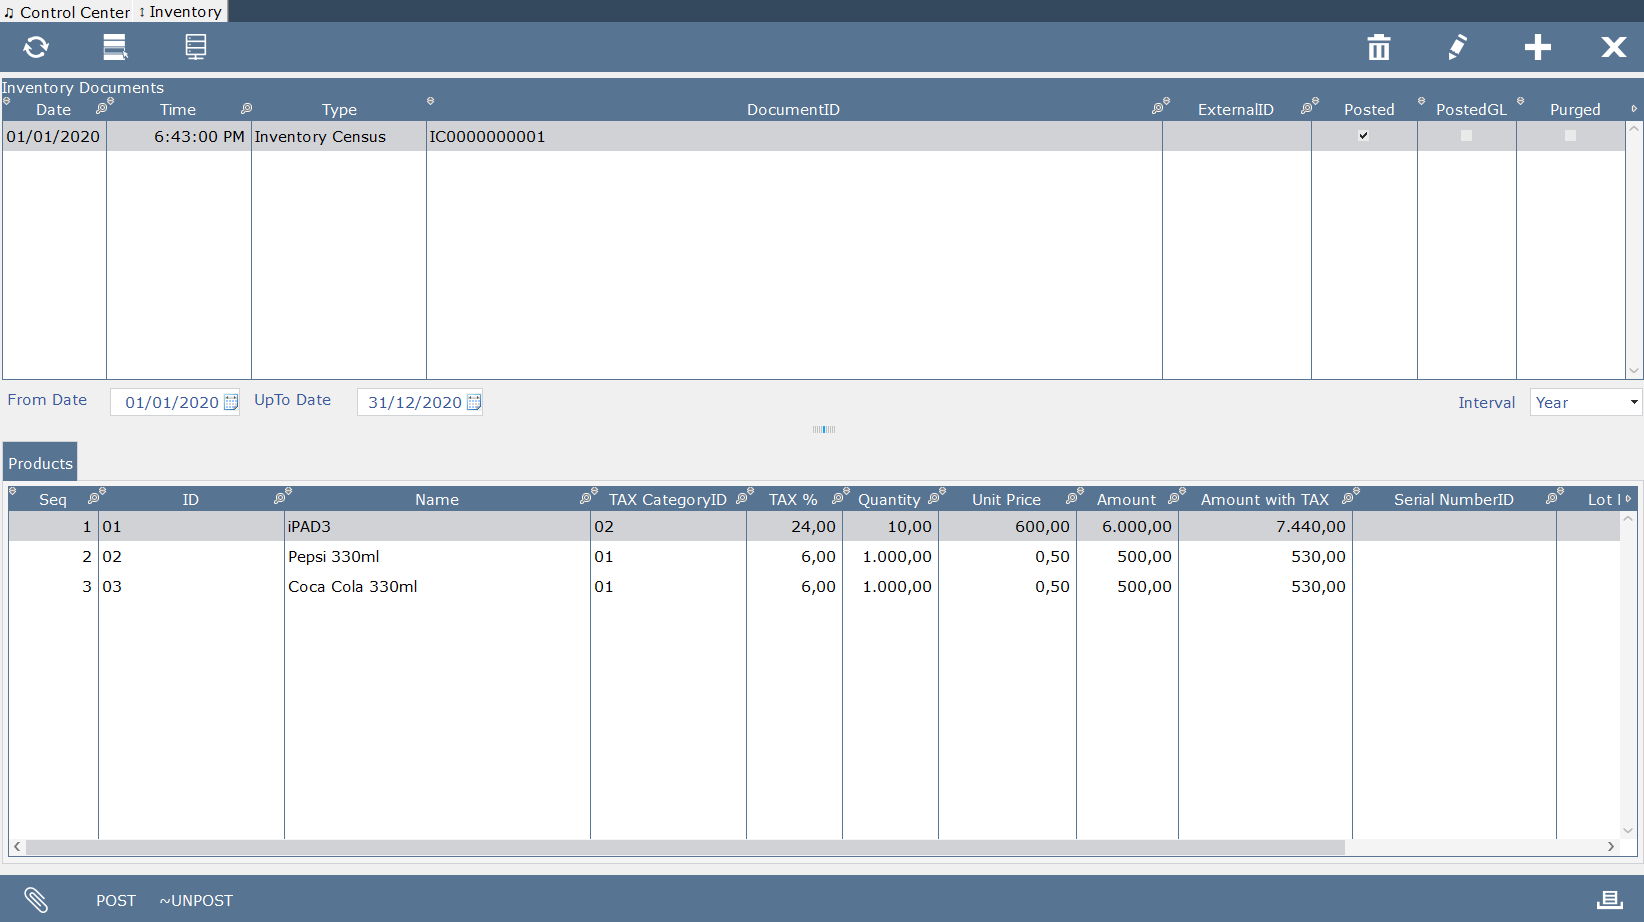 Control Center Inventory
Inventory Documents
Date Time Type DocumentID ExternalID Posted PostedGL Purged
01/01/2020 6:43:00 PM Inventory Census IC0000000001
From Date 01/01/2020 UpTo Date 31/12/2020 Interval Year
Products
Seq ID Name TAX CategoryID TAX % Quantity Unit Price Amount Amount with TAX Serial NumberID Lot
1 01 iPAD3 02 24,00 10,00 600,00 6.000,00 7.440,00
2 02 Pepsi 330ml 01 6,00 1.000,00 0,50 500,00 530,00
3 03 Coca Cola 330ml 01 6,00 1.000,00 0,50 500,00 530,00
POST ~UNPOST